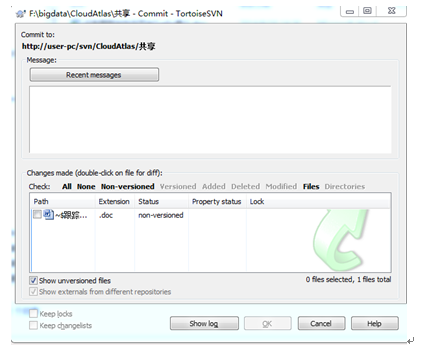 F:\bigdata\CloudAtlas\共享 - Commit - TortoiseSVN
Commit to:
http://user-pc/svn/CloudAtlas/共享
Message:
Recent messages
Changes made (double-click on file for diff):
Check: All None Non-versioned Versioned Added Deleted Modified Files Directories
Path Extension Status Property status Lock
.doc non-versioned
Show unversioned files
0 files selected, 1 files total
Show externals from different repositories
Keep locks
Keep changelists
Show log OK Cancel Help